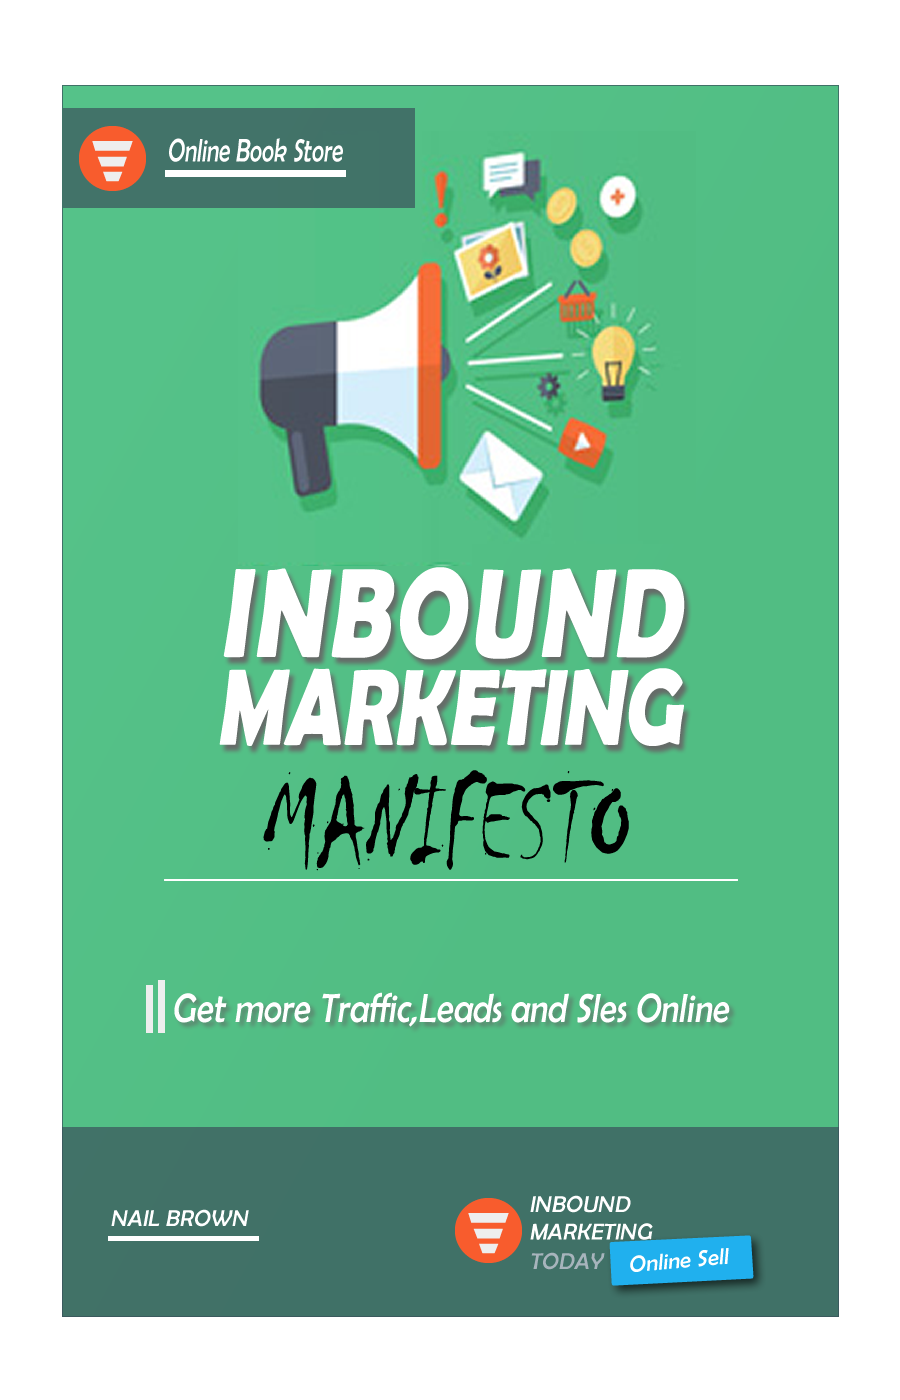 Online Book Store
INBOUND
MARKETING
MANIFESTO
Get more Traffic,Leads and Sles Online
NAIL BROWN
INBOUND
MARKETING
TODAY
Online Sell